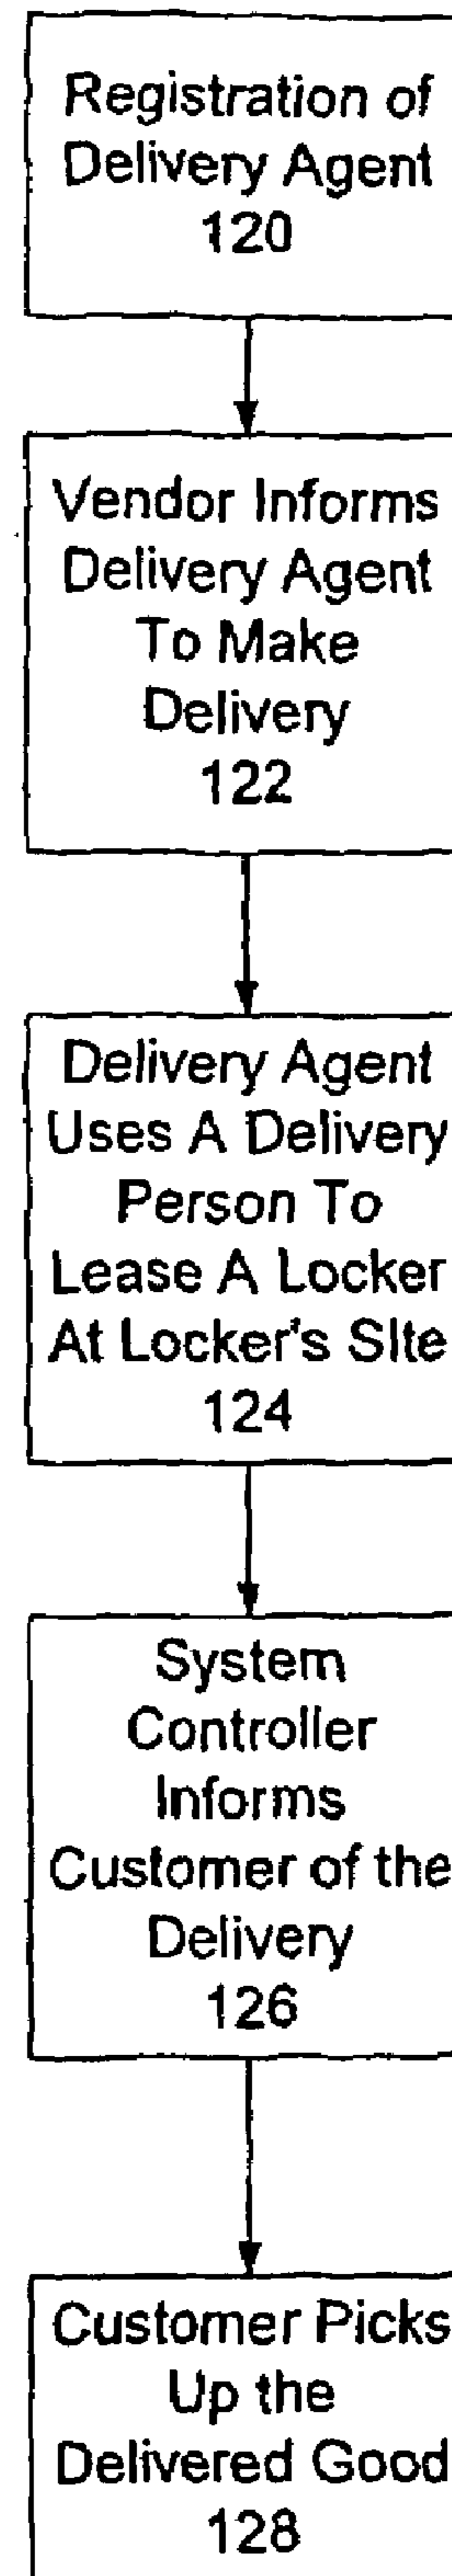 Registration of
Delivery Agent
120
Vendor Informs
Delivery Agent
To Make
Delivery
122
Delivery Agent
Uses A Delivery
Person To
Lease A Locker
At Locker's SIte
124
System
Controller
Informs
Customer of the
Delivery
126
Customer Picks
Up the
Delivered Good
128